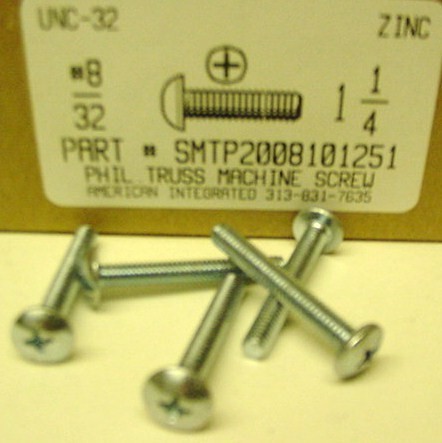 UNC-32 ZINC
#8
32
1 1
4
PART # SMTP2008101251
PHIL TRUSS MACHINE SCREW
AMERICAN INTEGRATED 313-831-7635